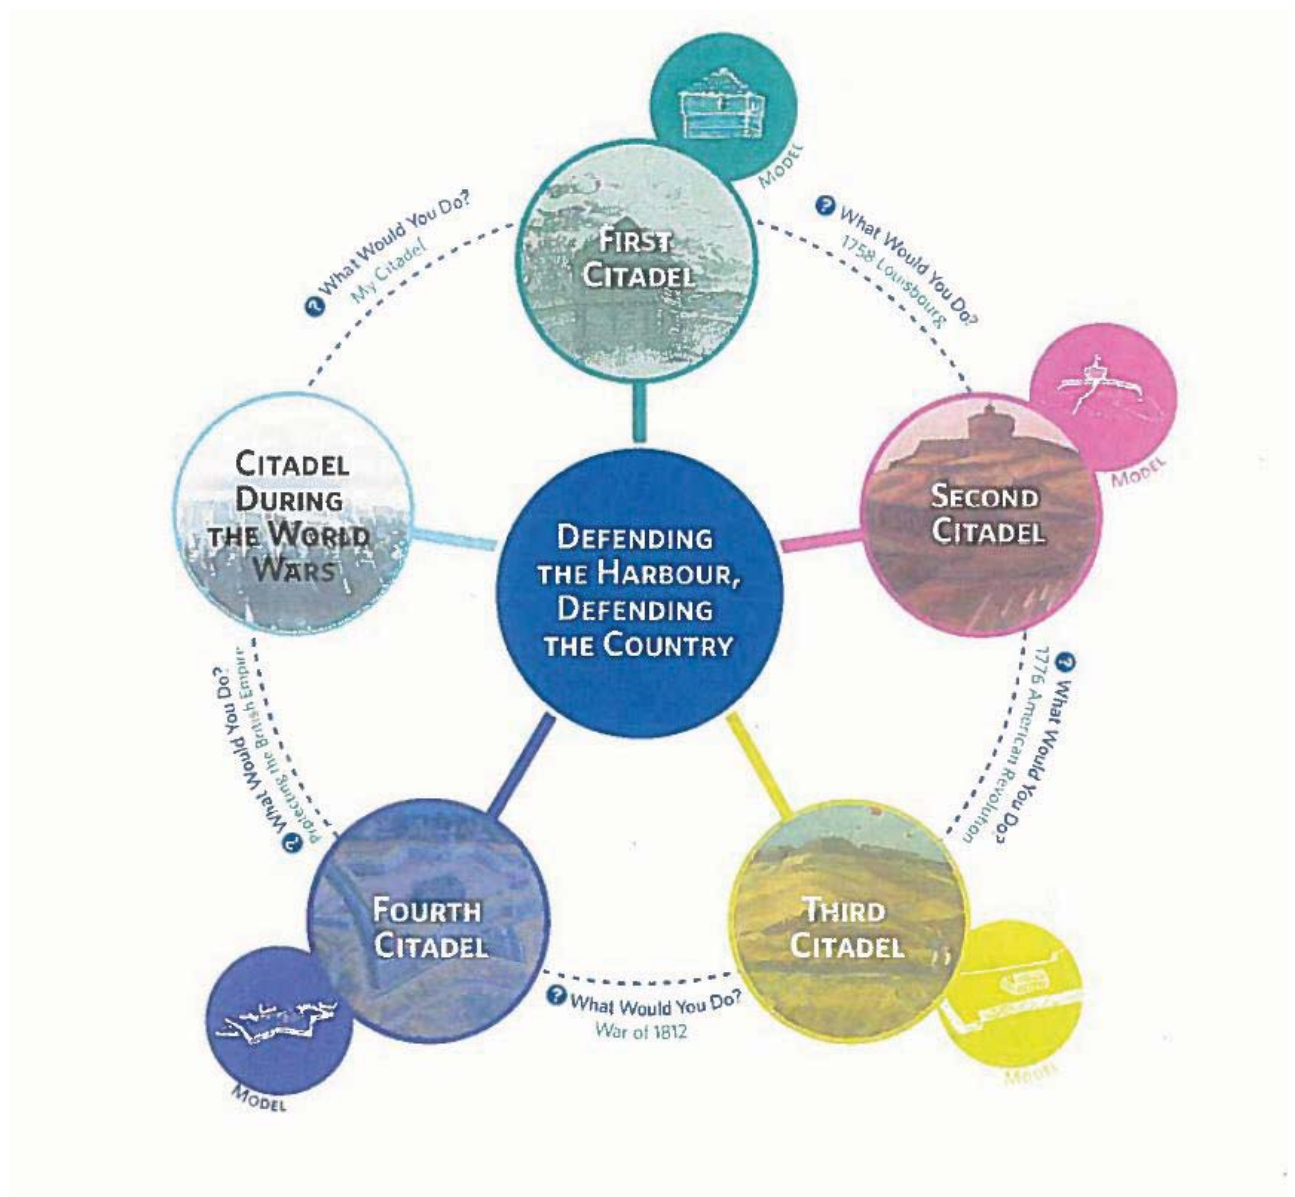 MODEL
? What Would You Do?
My Citadel
? What Would You Do?
1758 Louisbourg
FIRST
CITADEL
MODEL
CITADEL
DURING
THE WORLD
WARS
SECOND
CITADEL
DEFENDING
THE HARBOUR,
DEFENDING
THE COUNTRY
? What Would You Do?
Protecting the British Empire
? What Would You Do?
1776 American Revolution
FOURTH
CITADEL
THIRD
CITADEL
? What Would You Do?
War of 1812
MODEL
MODEL